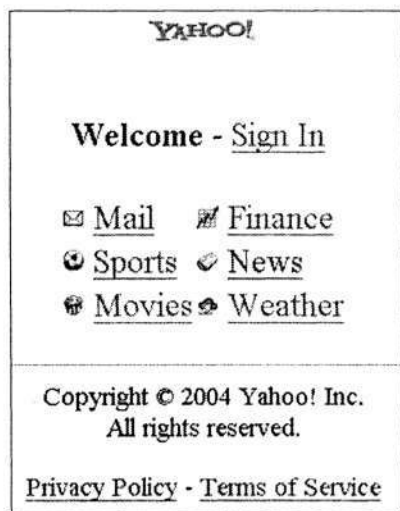 YAHOO!
Welcome - Sign In
Mail Finance
Sports News
Movies Weather
Copyright © 2004 Yahoo! Inc.
All rights reserved.
Privacy Policy - Terms of Service